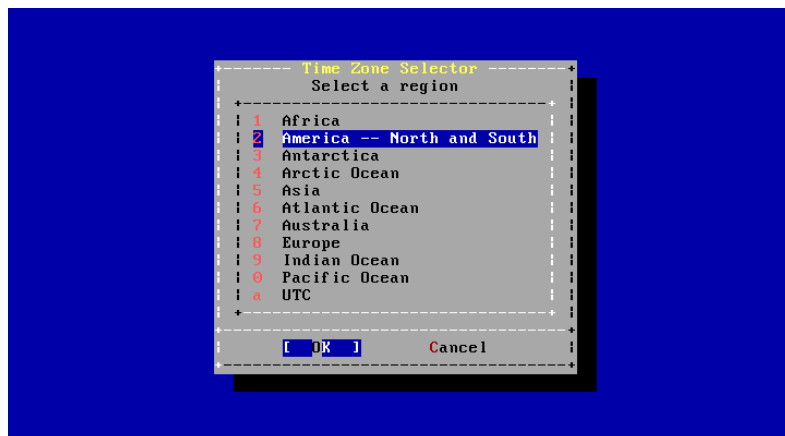 Time Zone Selector
Select a region
1 Africa
2 America -- North and South
3 Antarctica
4 Arctic Ocean
5 Asia
6 Atlantic Ocean
7 Australia
8 Europe
9 Indian Ocean
0 Pacific Ocean
a UTC
[ OK ] Cancel